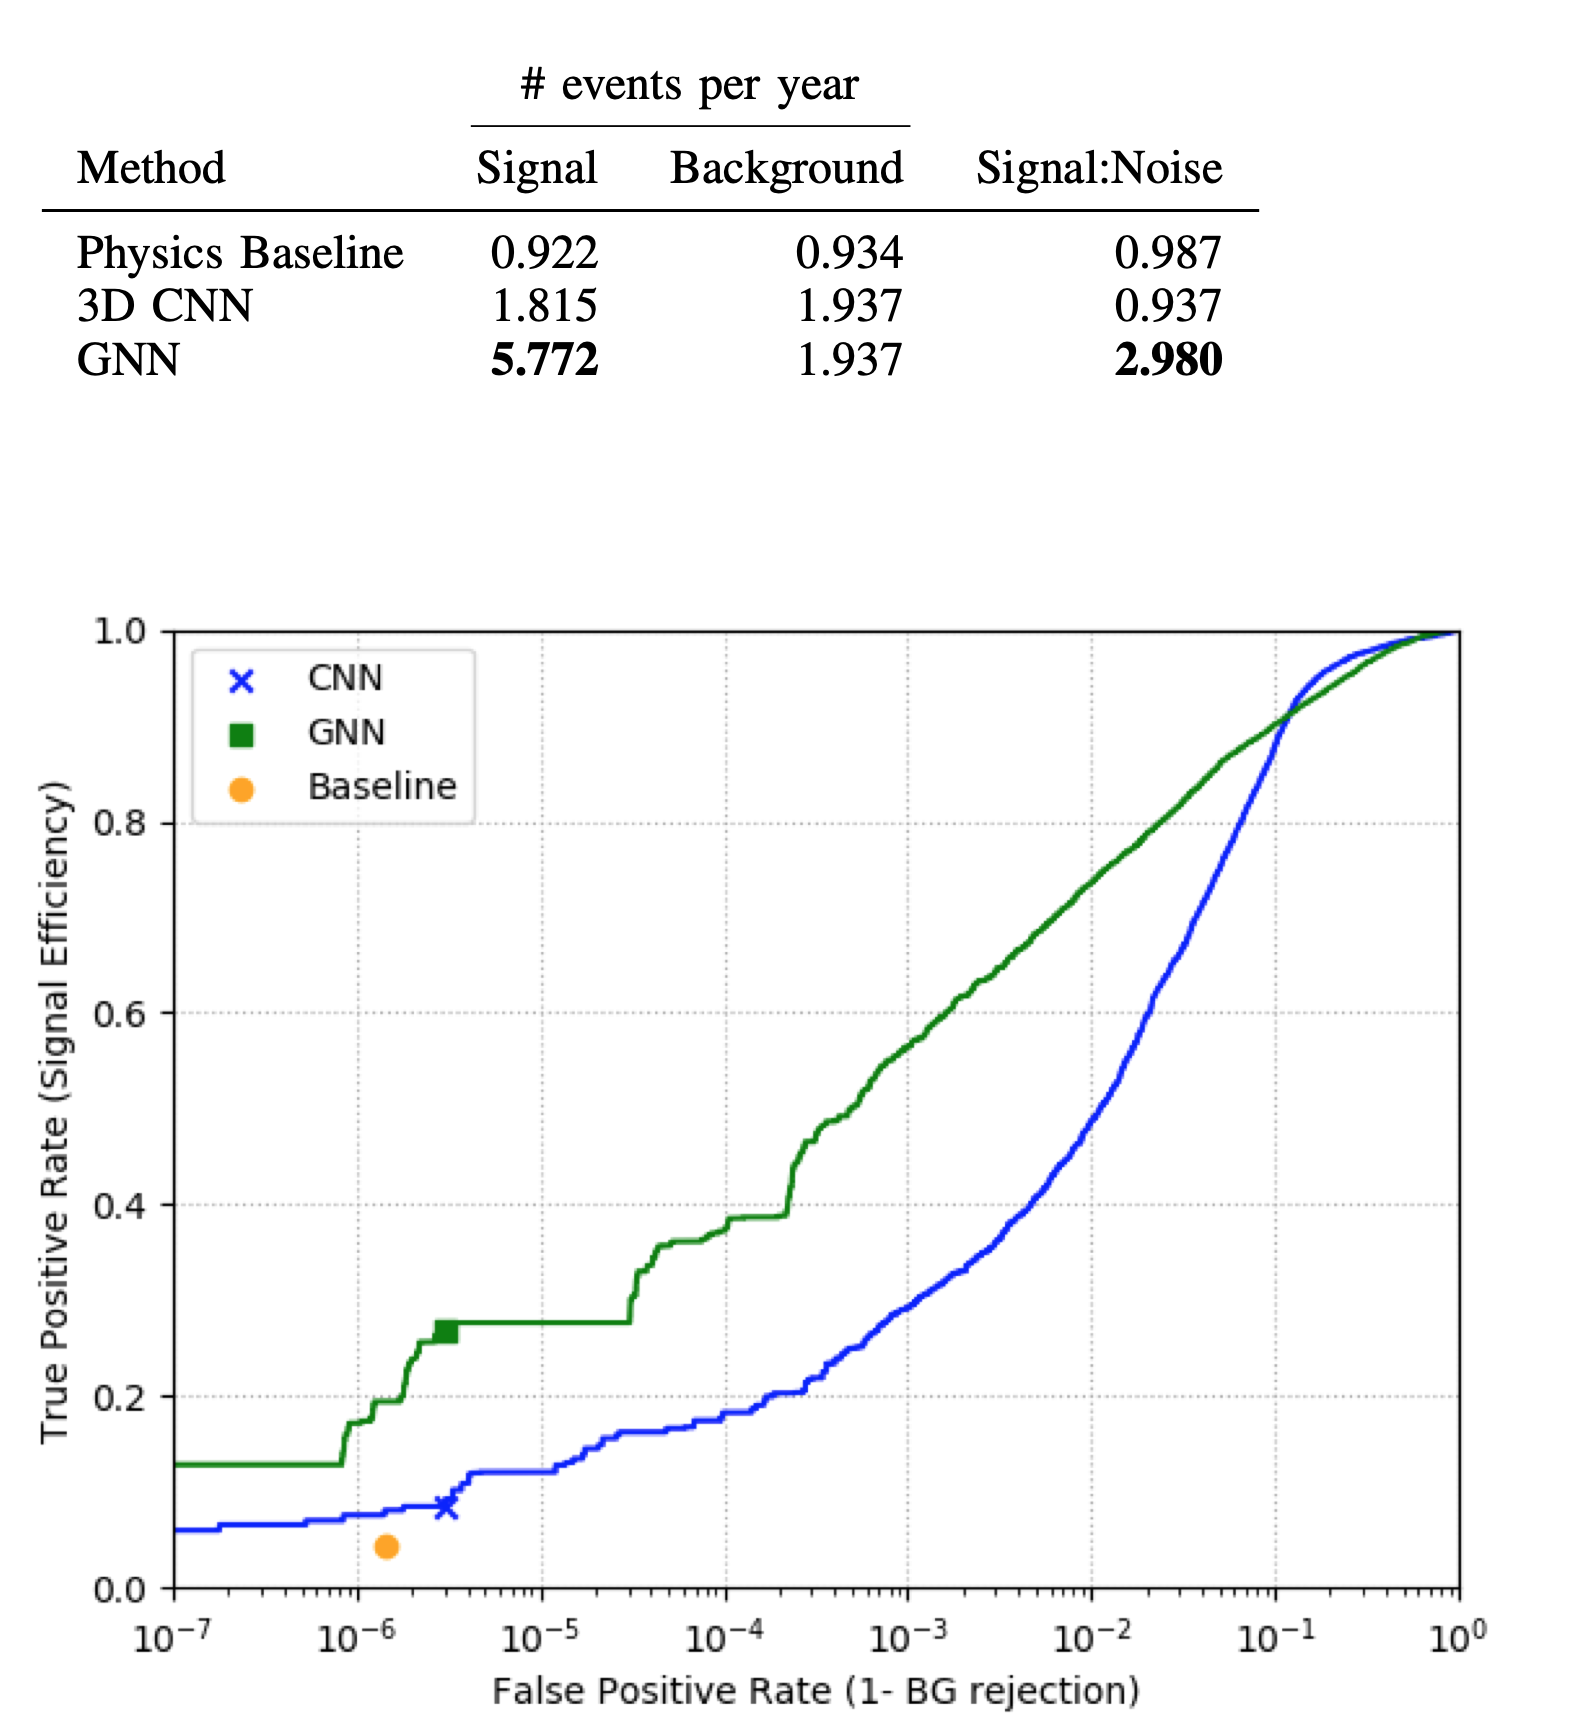 # events per year
Method Signal Background Signal:Noise
Physics Baseline 0.922 0.934 0.987
3D CNN 1.815 1.937 0.937
GNN 5.772 1.937 2.980
1.0
CNN
GNN
Baseline
0.8
0.6
0.4
0.2
0.0
True Positive Rate (Signal Efficiency)
10⁻⁷ 10⁻⁶ 10⁻⁵ 10⁻⁴ 10⁻³ 10⁻² 10⁻¹ 10⁰
False Positive Rate (1- BG rejection)